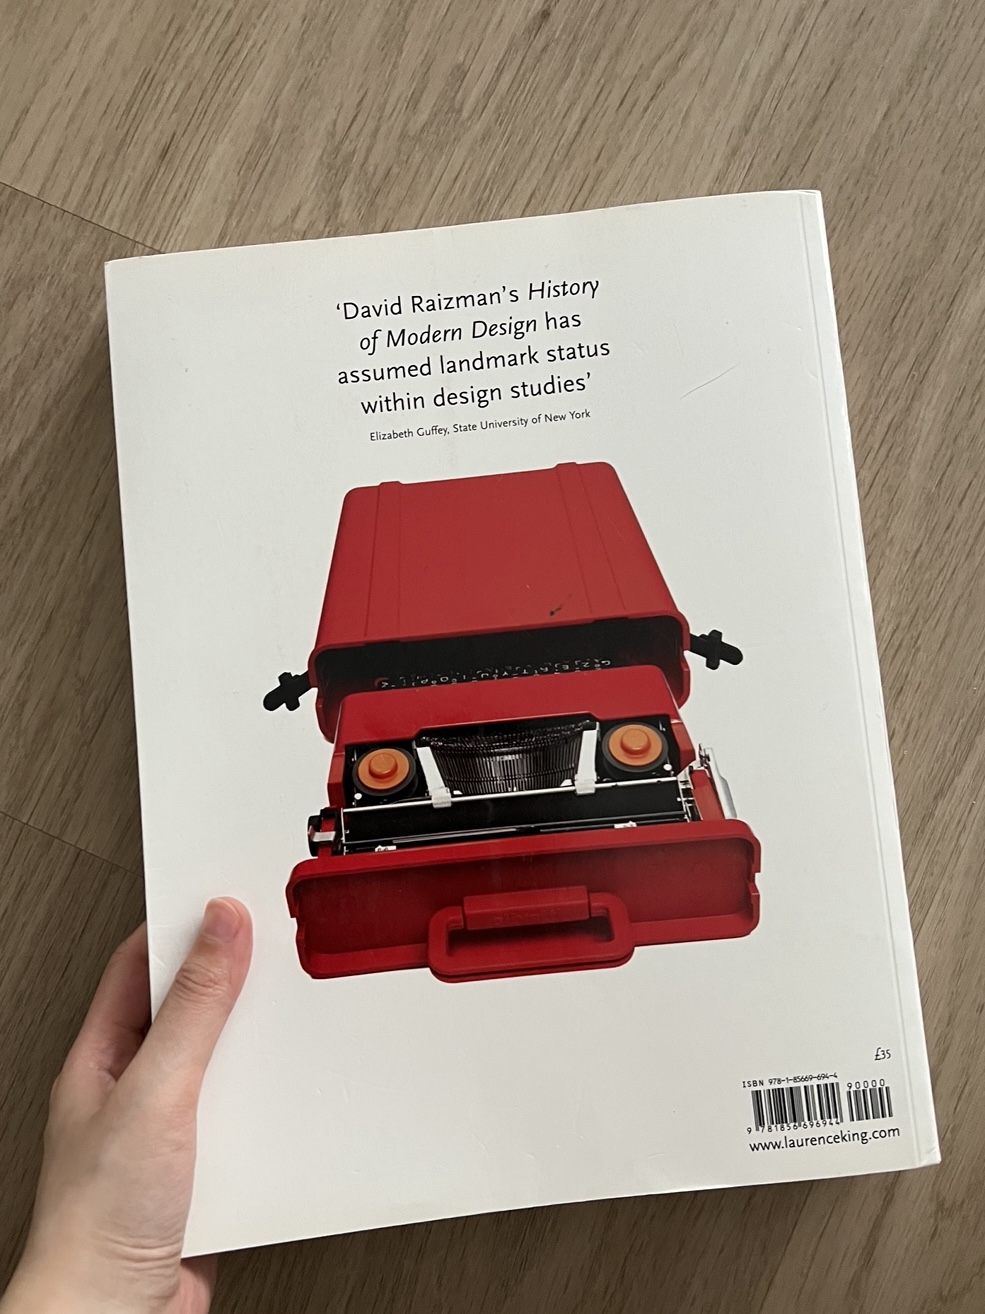 ‘David Raizman’s History
of Modern Design has
assumed landmark status
within design studies’
Elizabeth Guffey, State University of New York
£35
ISBN 978-1-85669-694-4
90000
9 781856 696944
www.laurenceking.com